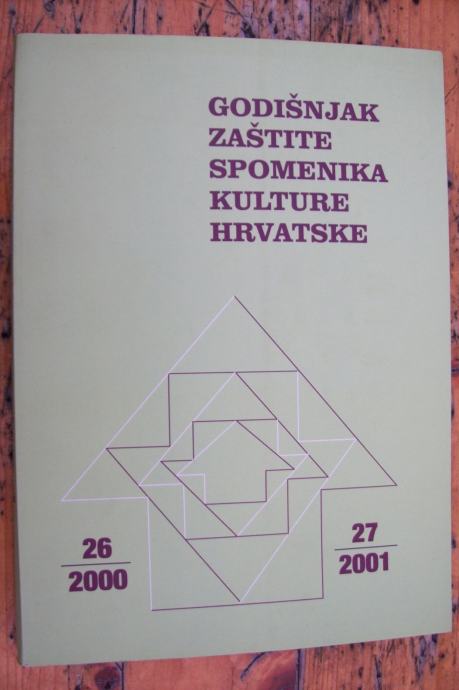 GODIŠNJAK
ZAŠTITE
SPOMENIKA
KULTURE
HRVATSKE
26
2000
27
2001